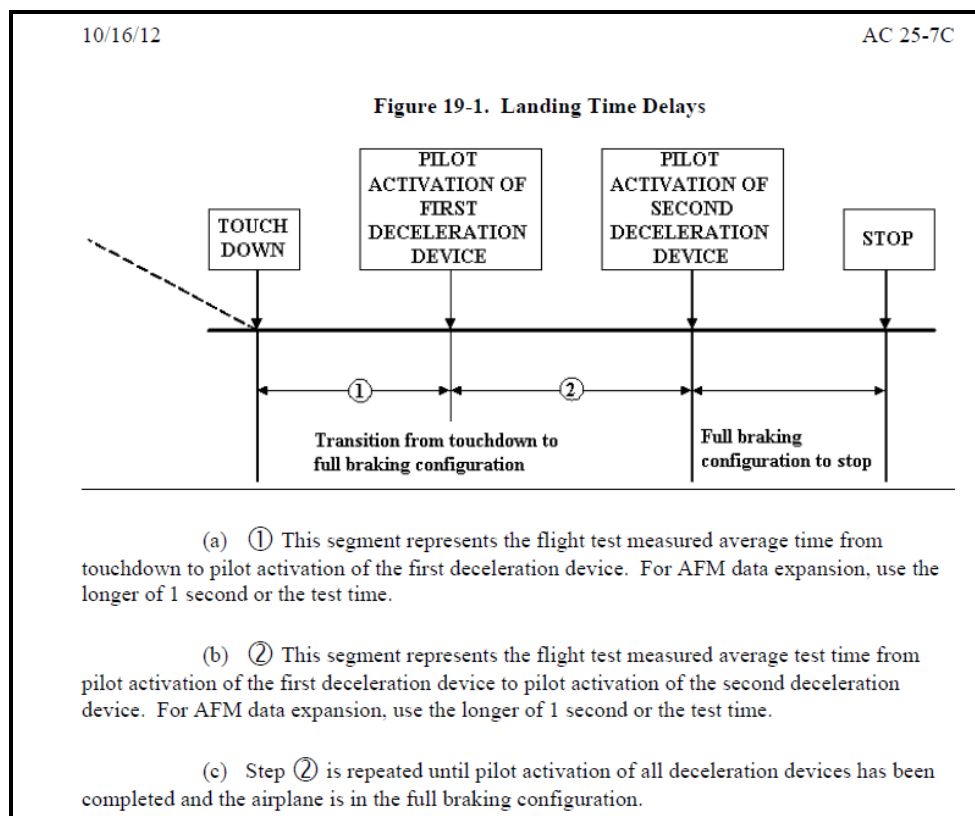 10/16/12 AC 25-7C
Figure 19-1. Landing Time Delays
TOUCH
DOWN
PILOT
ACTIVATION OF
FIRST
DECELERATION
DEVICE
PILOT
ACTIVATION OF
SECOND
DECELERATION
DEVICE
STOP
① ②
Transition from touchdown to
full braking configuration
Full braking
configuration to stop
(a) ① This segment represents the flight test measured average time from
touchdown to pilot activation of the first deceleration device. For AFM data expansion, use the
longer of 1 second or the test time.
(b) ② This segment represents the flight test measured average test time from
pilot activation of the first deceleration device to pilot activation of the second deceleration
device. For AFM data expansion, use the longer of 1 second or the test time.
(c) Step ② is repeated until pilot activation of all deceleration devices has been
completed and the airplane is in the full braking configuration.